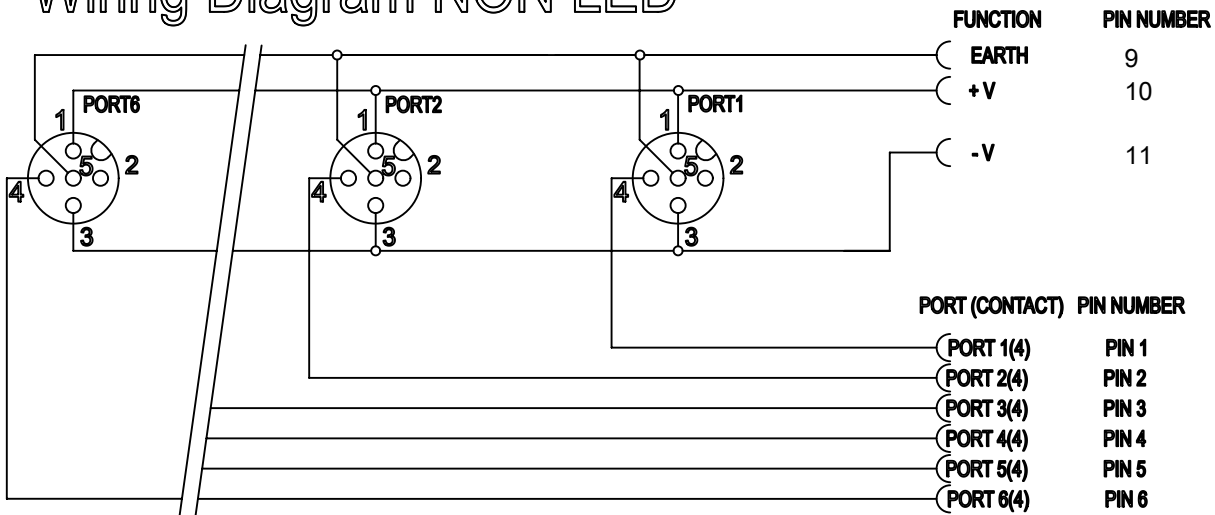 Wiring Diagram NON LED
FUNCTION PIN NUMBER
EARTH 9
+ V 10
- V 11
PORT6 PORT2 PORT1
1 1 1
5 2 5 2 5 2
4 4 4
3 3 3
PORT (CONTACT) PIN NUMBER
PORT 1(4) PIN 1
PORT 2(4) PIN 2
PORT 3(4) PIN 3
PORT 4(4) PIN 4
PORT 5(4) PIN 5
PORT 6(4) PIN 6